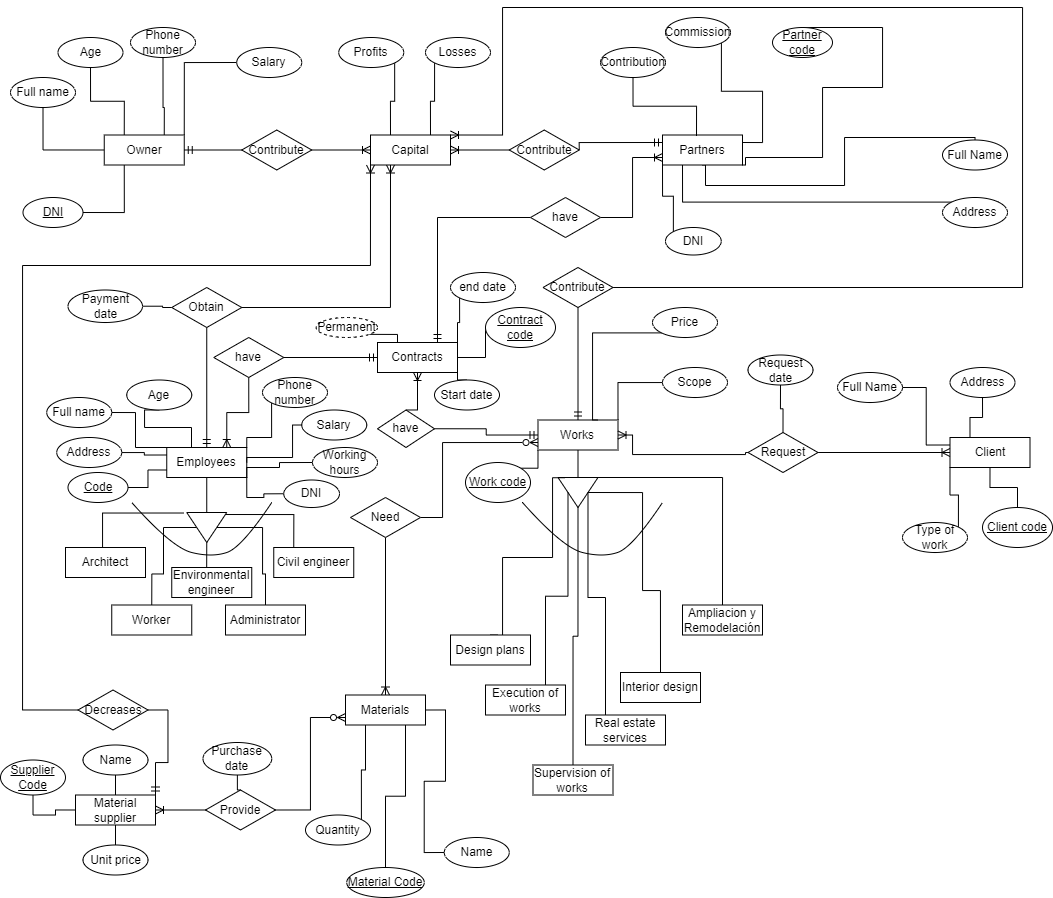 Phone
number
Age
Salary
Full name
Profits
Losses
Commission
Partner
code
Contribution
Owner
Contribute
Capital
Contribute
Partners
Full Name
DNI
have
Address
DNI
Payment
date
Obtain
end date
Contribute
Permanent
Contract
code
Price
have
Contracts
Request
date
Age
Phone
number
Start date
Scope
Full Name
Address
Full name
Salary
have
Works
Address
Employees
Working
hours
Request
Client
Code
DNI
Work code
Need
Type of
work
Client code
Architect
Environmental
engineer
Civil engineer
Worker
Administrator
Ampliacion y
Remodelación
Design plans
Execution of
works
Interior design
Decreases
Materials
Real estate
services
Supplier
Code
Name
Purchase
date
Supervision of
works
Material
supplier
Provide
Quantity
Unit price
Name
Material Code